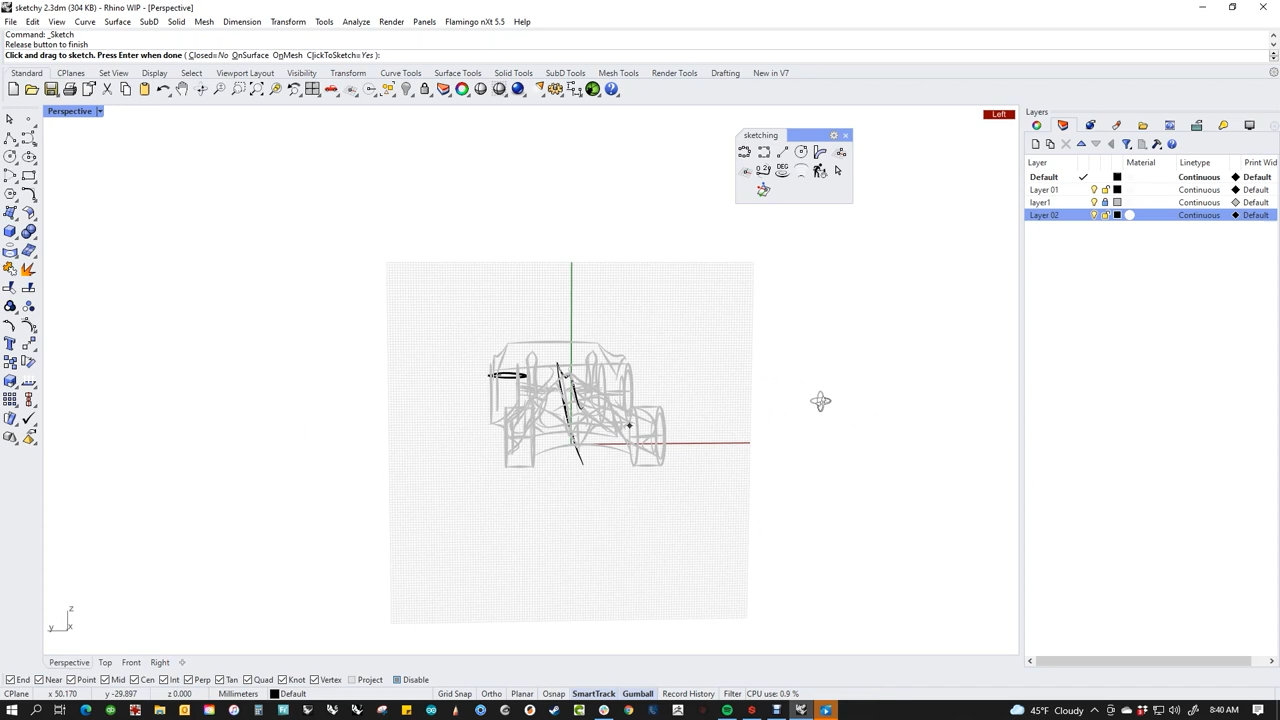 sketchy 2.3dm (304 KB) - Rhino WIP - [Perspective]
File Edit View Curve Surface SubD Solid Mesh Dimension Transform Tools Analyze Render Panels Flamingo nXt 5.5 Help
Command: _Sketch
Release button to finish
Click and drag to sketch. Press Enter when done ( Closed=No OnSurface OnMesh ClickToSketch=Yes ):
Standard CPlanes Set View Display Select Viewport Layout Visibility Transform Curve Tools Surface Tools Solid Tools SubD Tools Mesh Tools Render Tools Drafting New in V7
Perspective
Left
sketching
DEG
Layers
Layer Material Linetype Print Wid
Default Continuous Default
Layer 01 Continuous Default
layer1 Continuous Default
Layer 02 Continuous Default
z
y x
Perspective Top Front Right
End Near Point Mid Cen Int Perp Tan Quad Knot Vertex Project Disable
CPlane x 50.170 y -29.897 z 0.000 Millimeters Default Grid Snap Ortho Planar Osnap SmartTrack Gumball Record History Filter CPU use: 0.9 %
45°F Cloudy 8:40 AM